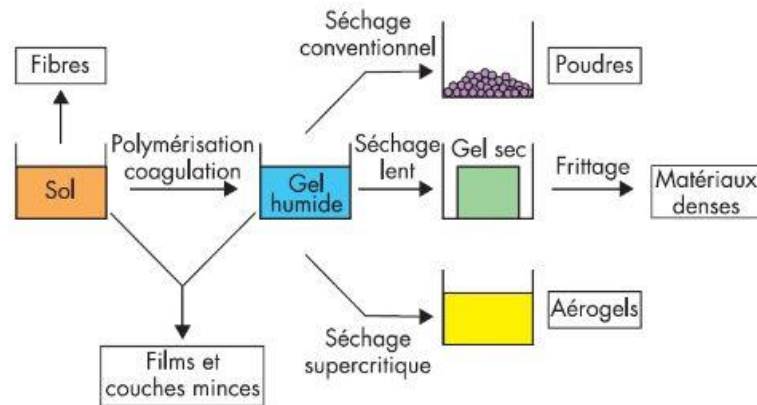 Séchage
conventionnel
Fibres
Poudres
Polymérisation
coagulation
Séchage
lent
Gel sec
Frittage
Sol
Gel
humide
Matériaux
denses
Aérogels
Séchage
supercritique
Films et
couches minces